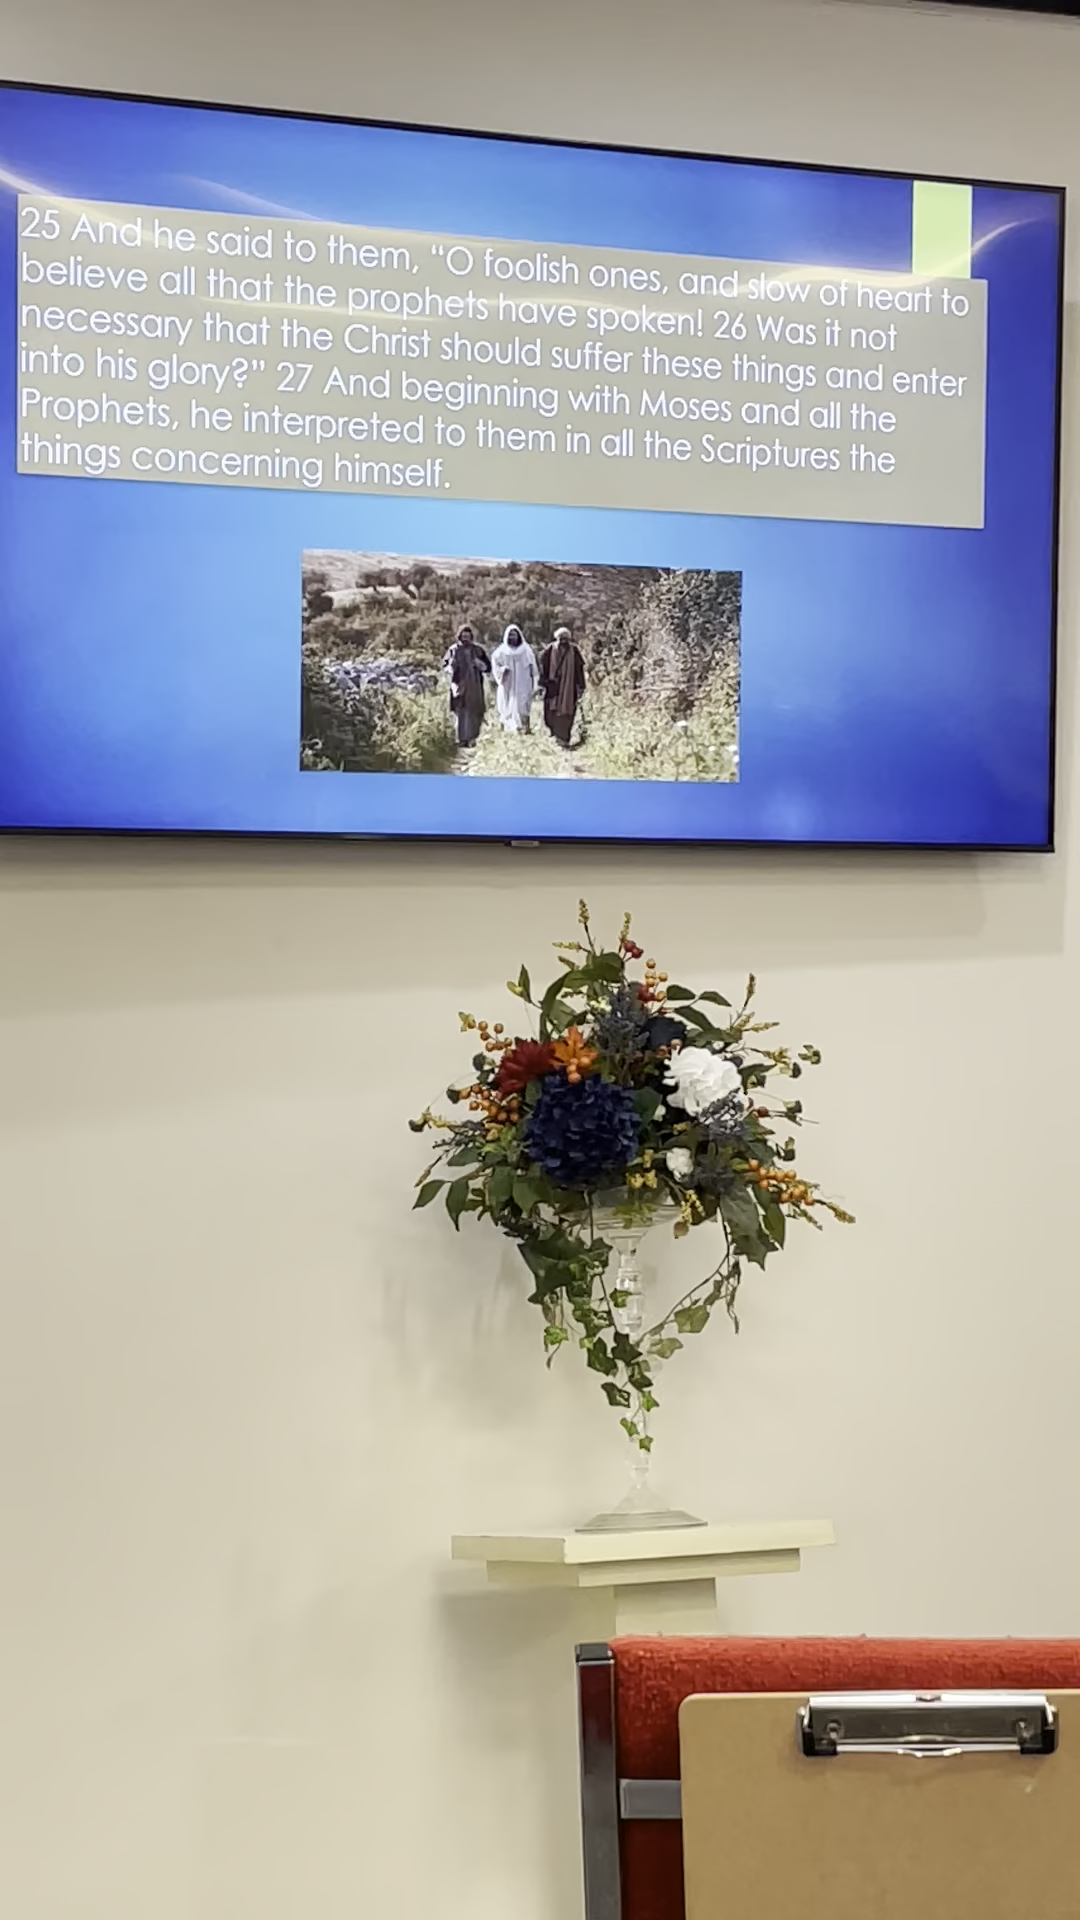 25 And he said to them, “O foolish ones, and slow of heart to
believe all that the prophets have spoken! 26 Was it not
necessary that the Christ should suffer these things and enter
into his glory?” 27 And beginning with Moses and all the
Prophets, he interpreted to them in all the Scriptures the
things concerning himself.